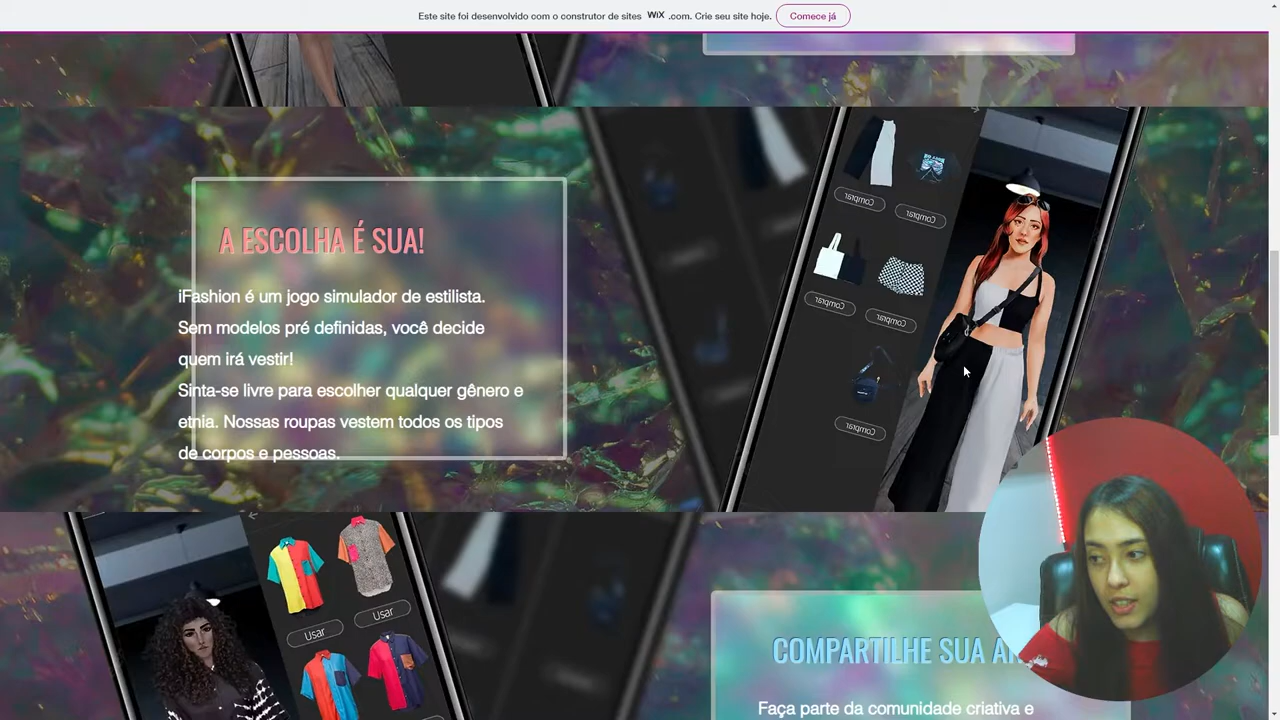 Este site foi desenvolvido com o construtor de sites WiX .com. Crie seu site hoje. Comece já
A ESCOLHA É SUA!
iFashion é um jogo simulador de estilista.
Sem modelos pré definidas, você decide
quem irá vestir!
Sinta-se livre para escolher qualquer gênero e
etnia. Nossas roupas vestem todos os tipos
de corpos e pessoas.
Comprar
Comprar
Comprar
Comprar
Comprar
Usar
Usar
COMPARTILHE SUA
Faça parte da comunidade criativa e